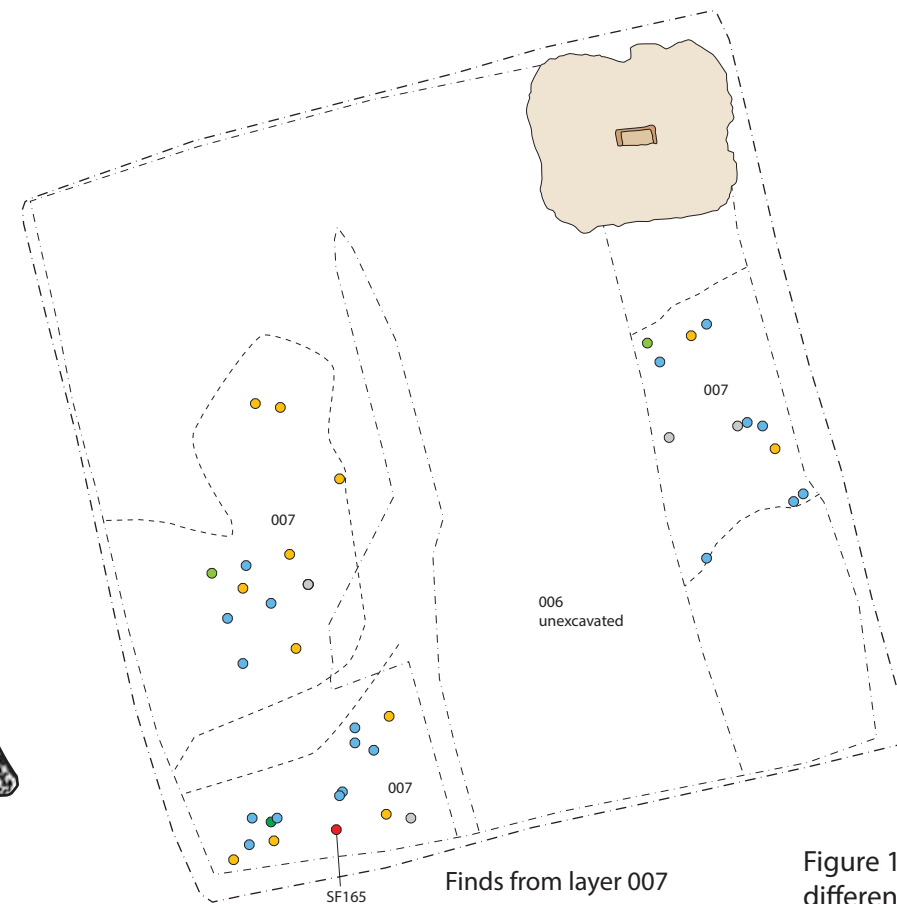 007
007
006
unexcavated
007
SF165
Finds from layer 007
Figure 1
differen